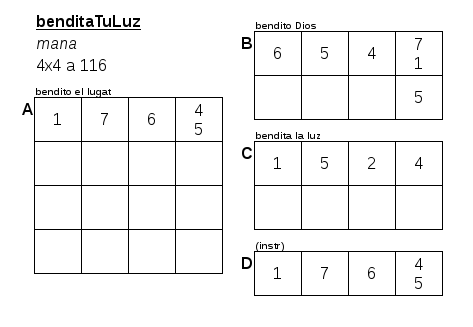 benditaTuLuz
mana
4x4 a 116
bendito el lugat
A
1 7 6 4
5
bendito Dios
B
6 5 4 7
1
5
bendita la luz
C
1 5 2 4
(instr)
D
1 7 6 4
5